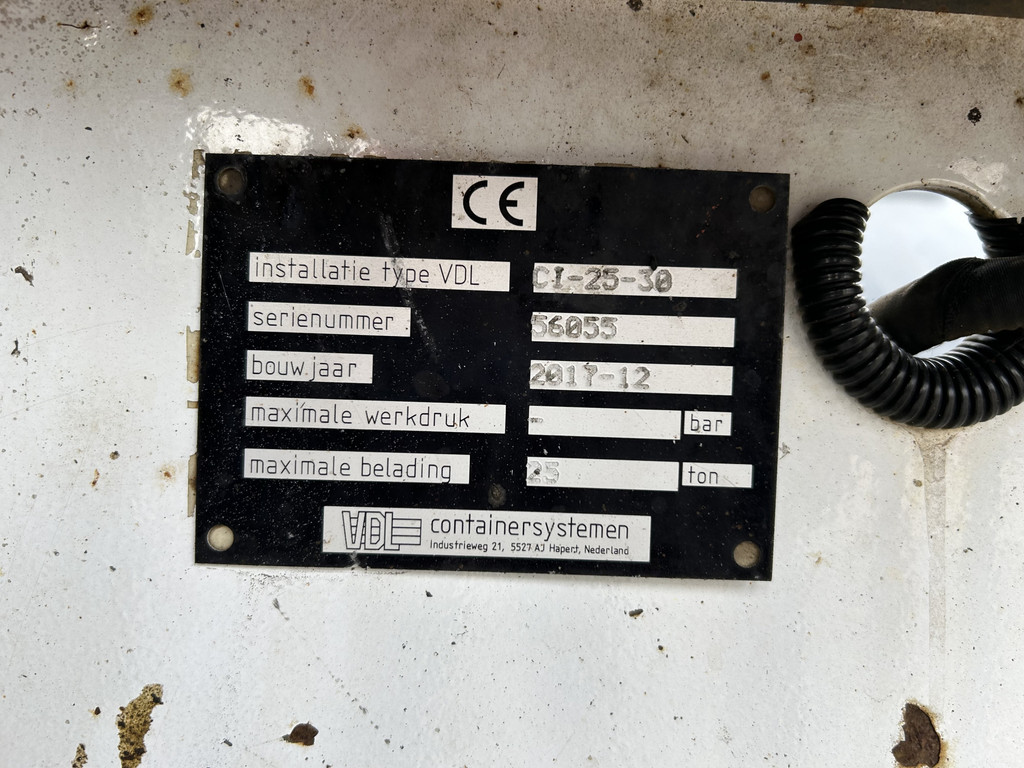 CE
installatie type VDL CI-25-30
serienummer 56055
bouwjaar 2017-12
maximale werkdruk - bar
maximale belading 25 ton
VDL containersystemen
Industrieweg 21, 5527 AJ Hapert, Nederland